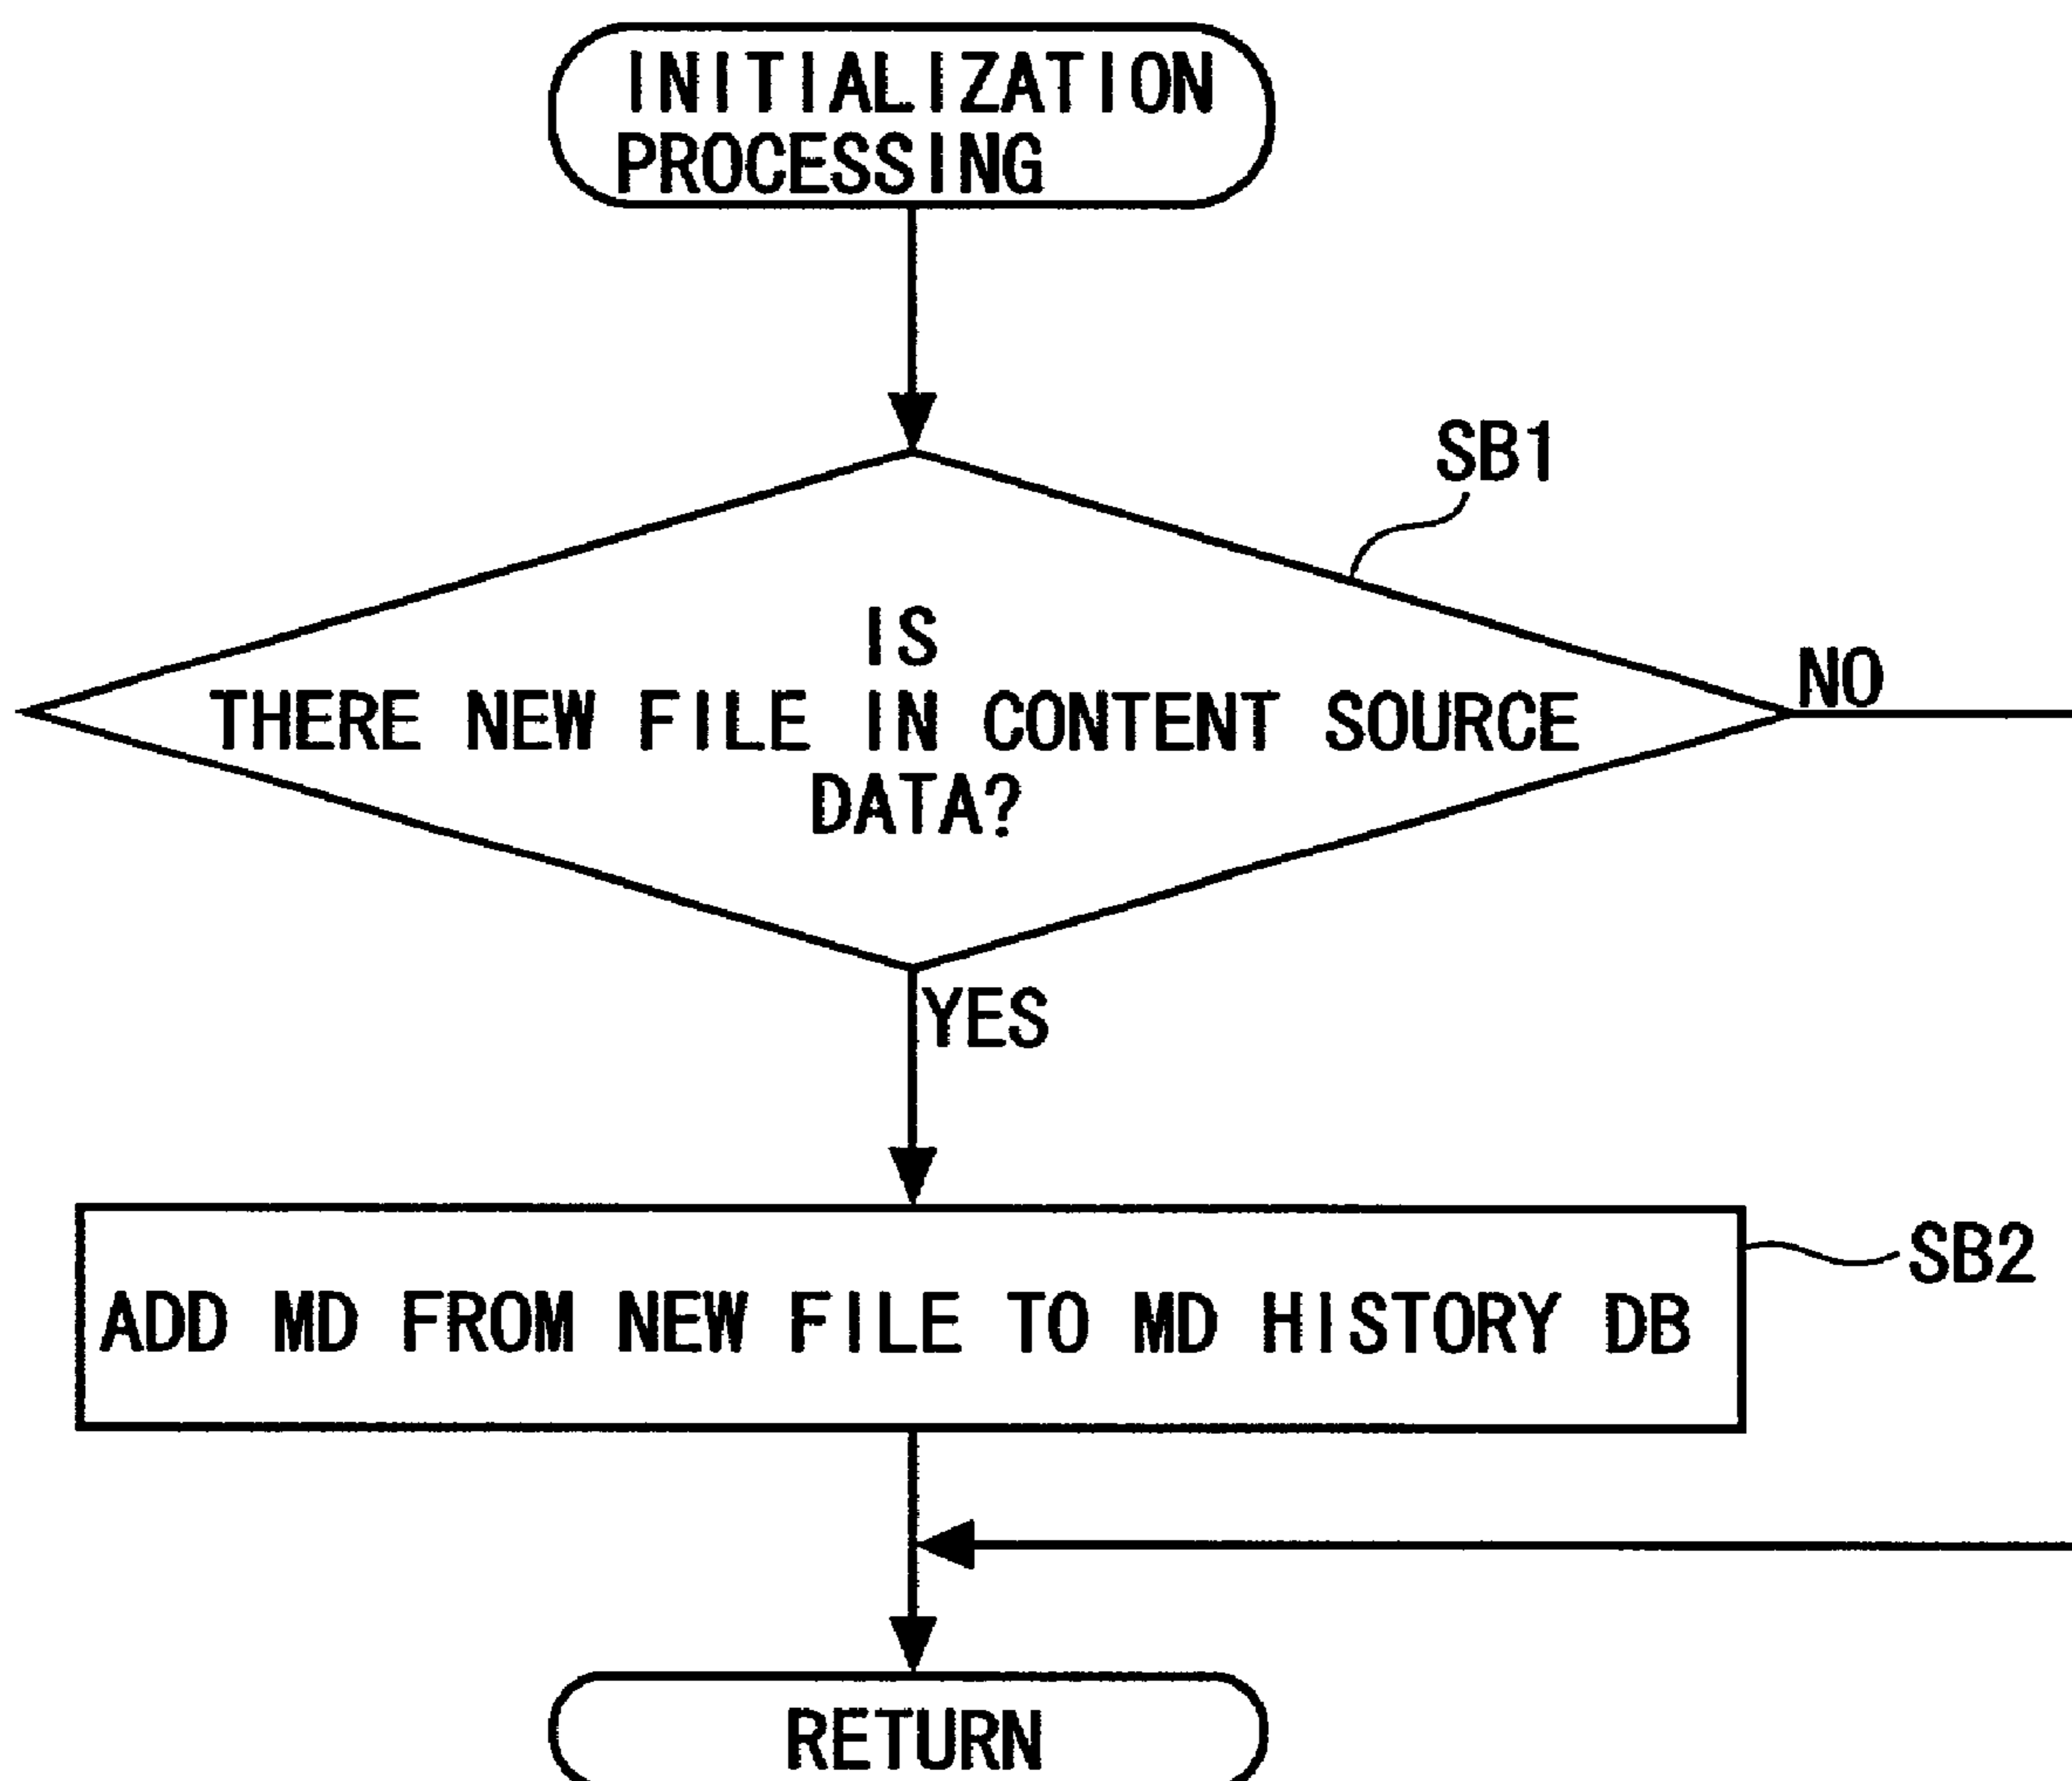 INITIALIZATION
PROCESSING
SB1
IS
THERE NEW FILE IN CONTENT SOURCE
DATA?
NO
YES
SB2
ADD MD FROM NEW FILE TO MD HISTORY DB
RETURN